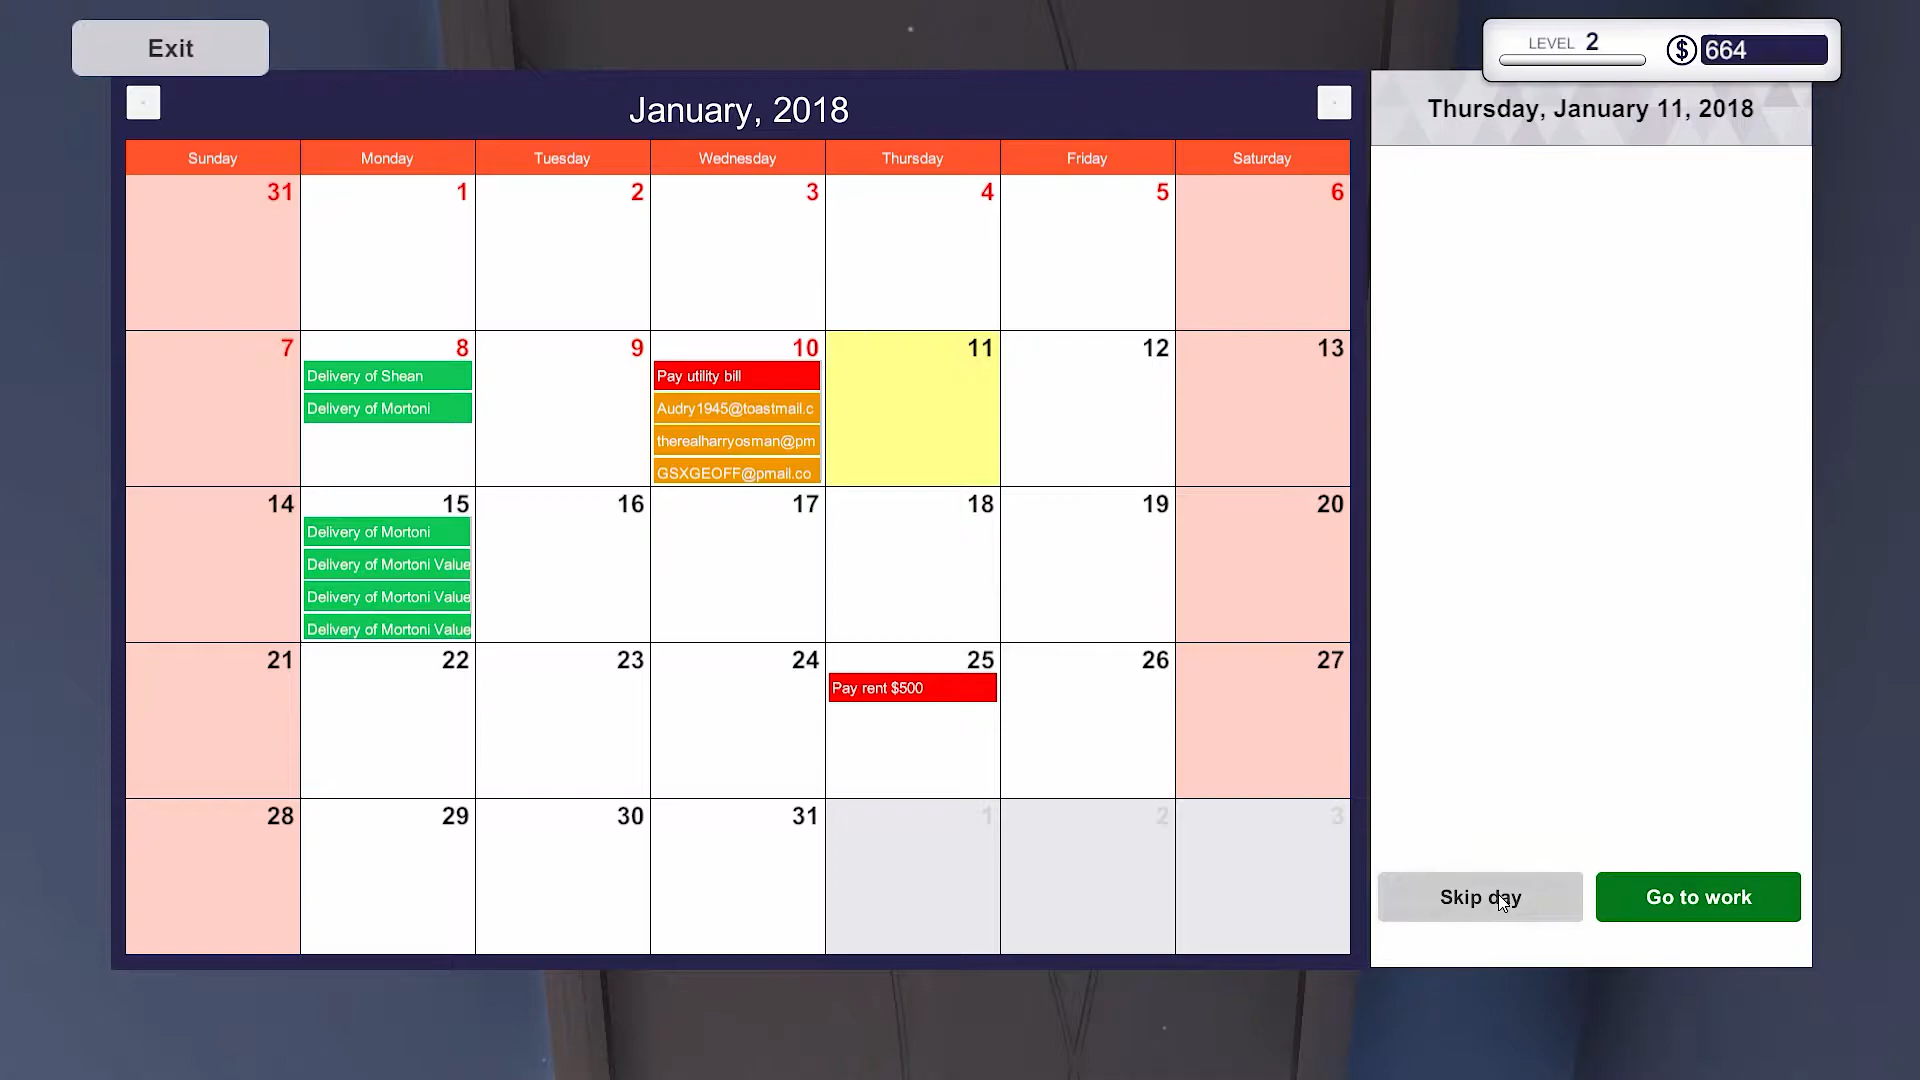 Exit
LEVEL 2
$ 664
January, 2018
Thursday, January 11, 2018
Sunday Monday Tuesday Wednesday Thursday Friday Saturday
31 1 2 3 4 5 6
7 8 9 10 11 12 13
Delivery of Shean
Delivery of Mortoni
Pay utility bill
Audry1945@toastmail.c
therealharryosman@pm
GSXGEOFF@pmail.co
14 15 16 17 18 19 20
Delivery of Mortoni
Delivery of Mortoni Value
Delivery of Mortoni Value
Delivery of Mortoni Value
21 22 23 24 25 26 27
Pay rent $500
28 29 30 31 1 2 3
Skip day
Go to work